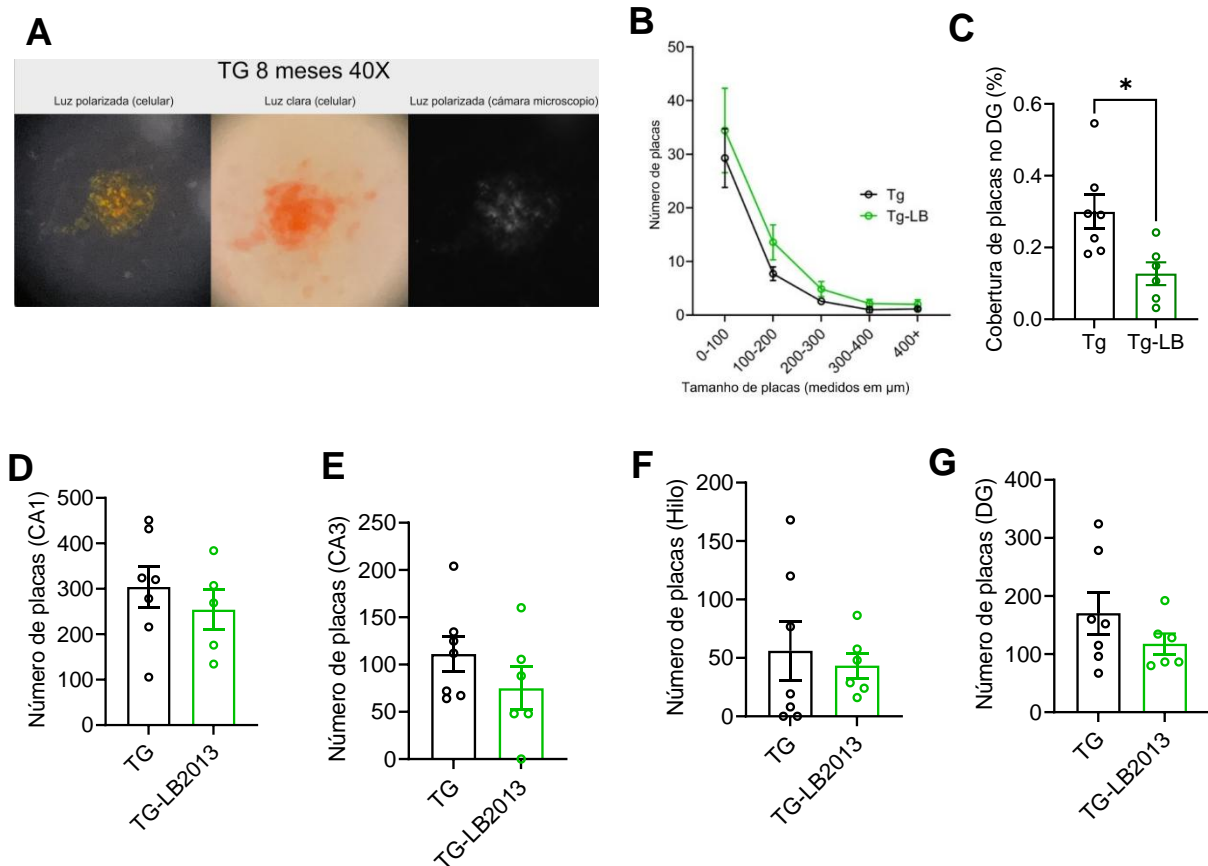 A
TG 8 meses 40X
Luz polarizada (celular)
Luz clara (celular)
Luz polarizada (cámara microscopio)
B
Número de placas
50
40
30
20
10
0
0-100
100-200
200-300
300-400
400+
Tamanho de placas (medidos em µm)
Tg
Tg-LB
C
Cobertura de placas no DG (%)
0.6
0.4
0.2
0.0
*
Tg
Tg-LB
D
Número de placas (CA1)
500
400
300
200
100
0
TG
TG-LB2013
E
Número de placas (CA3)
250
200
150
100
50
0
TG
TG-LB2013
F
Número de placas (Hilo)
200
150
100
50
0
TG
TG-LB2013
G
Número de placas (DG)
400
300
200
100
0
TG
TG-LB2013